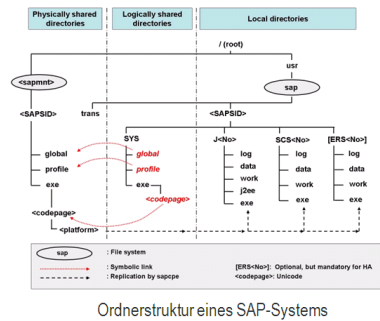 Physically shared directories
Logically shared directories
Local directories
/ (root)
usr
<sapmnt>
sap
<SAPSID>
trans
<SAPSID>
SYS
J<No>
SCS<No>
[ERS<No>]
global
global
log
log
log
profile
profile
data
data
data
exe
exe
work
work
work
<codepage>
j2ee
exe
exe
<codepage>
exe
<platform>
sap
: File system
: Symbolic link
[ERS<No>]: Optional, but mandatory for HA
: Replication by sapcpe
<codepage>: Unicode
Ordnerstruktur eines SAP-Systems